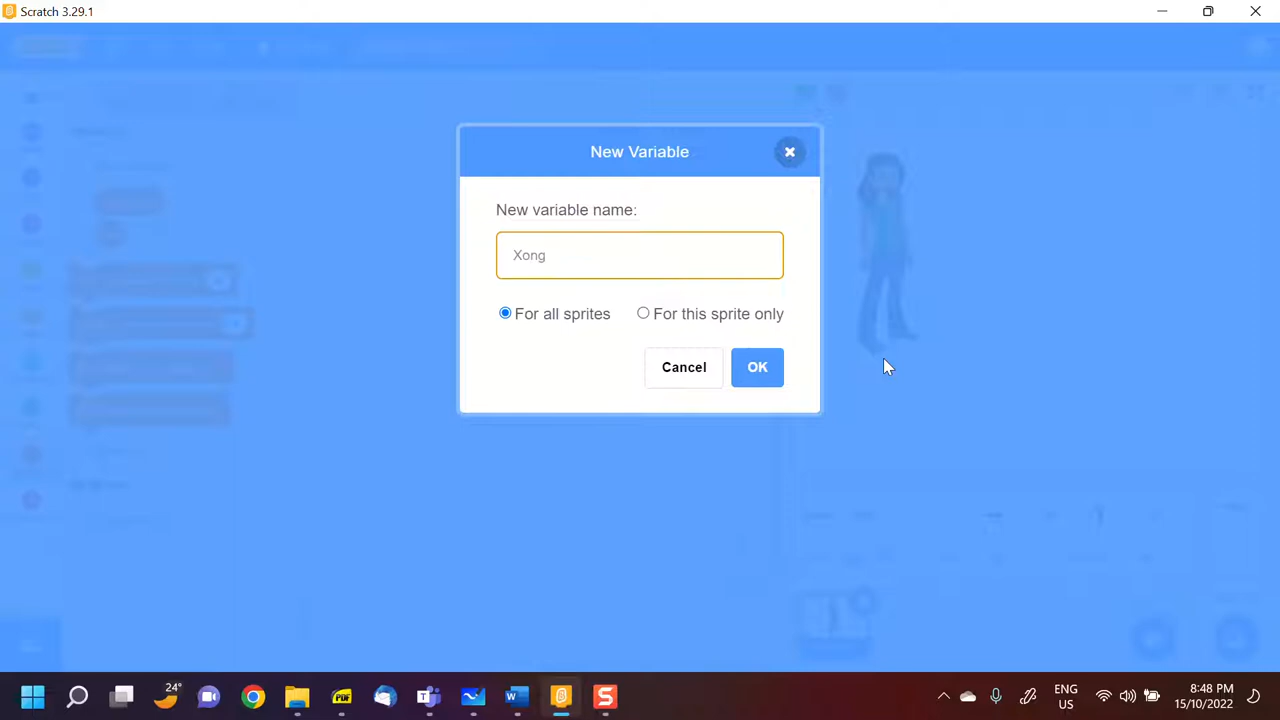 Scratch 3.29.1
New Variable
New variable name:
Xong
For all sprites
For this sprite only
Cancel
OK
24°
PDF
ENG
US
8:48 PM
15/10/2022